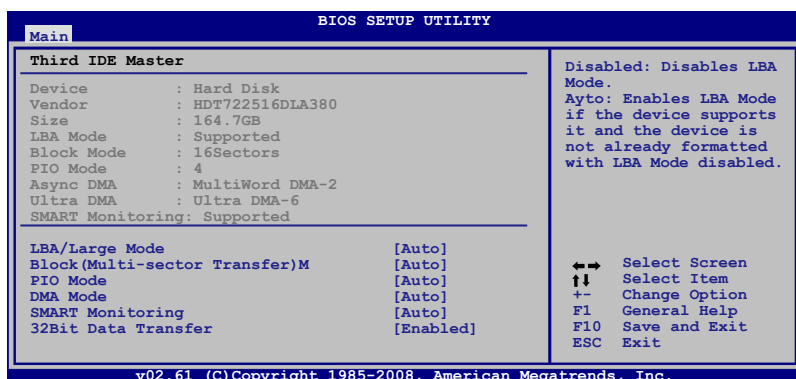 BIOS SETUP UTILITY
Main
Third IDE Master
Device : Hard Disk
Vendor : HDT722516DLA380
Size : 164.7GB
LBA Mode : Supported
Block Mode : 16Sectors
PIO Mode : 4
Async DMA : MultiWord DMA-2
Ultra DMA : Ultra DMA-6
SMART Monitoring: Supported
LBA/Large Mode [Auto]
Block(Multi-sector Transfer)M [Auto]
PIO Mode [Auto]
DMA Mode [Auto]
SMART Monitoring [Auto]
32Bit Data Transfer [Enabled]
Disabled: Disables LBA
Mode.
Ayto: Enables LBA Mode
if the device supports
it and the device is
not already formatted
with LBA Mode disabled.
←→ Select Screen
↑↓ Select Item
+- Change Option
F1 General Help
F10 Save and Exit
ESC Exit
v02.61 (C)Copyright 1985-2008, American Megatrends, Inc.